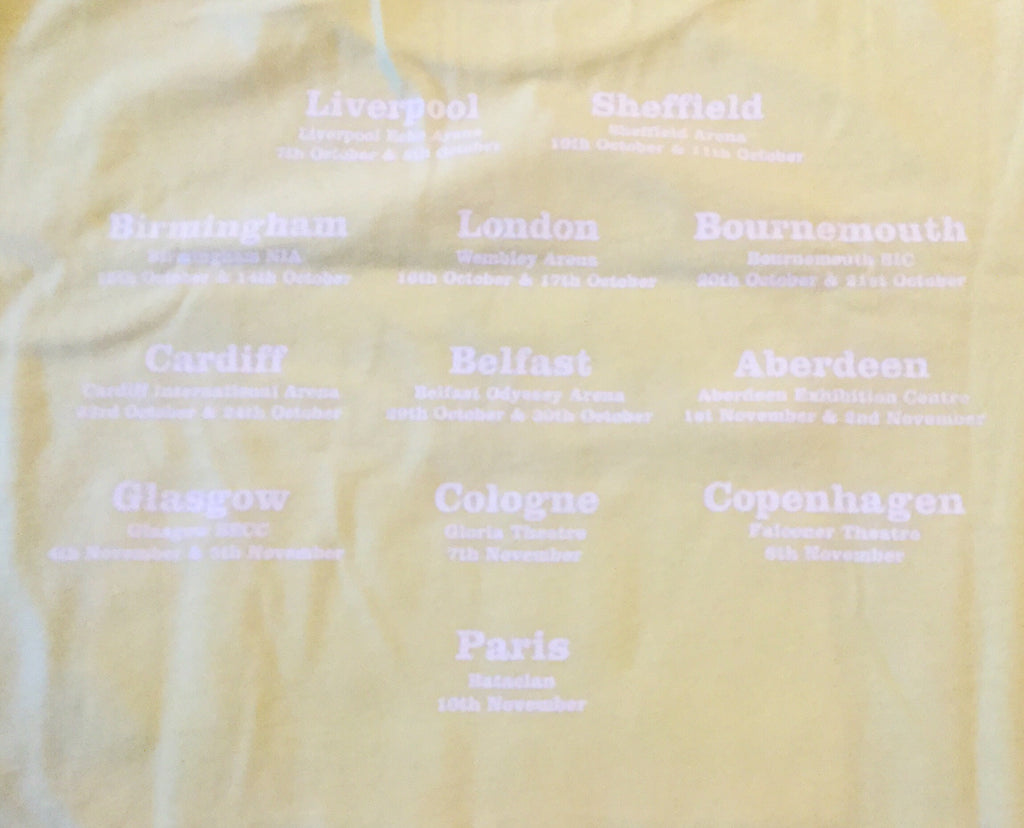 Liverpool
Liverpool Echo Arena
7th October & 8th October
Sheffield
Sheffield Arena
10th October & 11th October
Birmingham
Birmingham NIA
October & 14th October
London
Wembley Arena
16th October & 17th October
Bournemouth
Bournemouth BIC
20th October & 21st October
Cardiff
Cardiff International Arena
23rd October & 24th October
Belfast
Belfast Odyssey Arena
29th October & 30th October
Aberdeen
Aberdeen Exhibition Centre
1st November & 2nd November
Glasgow
Glasgow SECC
4th November & 5th November
Cologne
Gloria Theatre
7th November
Copenhagen
Falconer Theatre
November
Paris
Bataclan
10th November